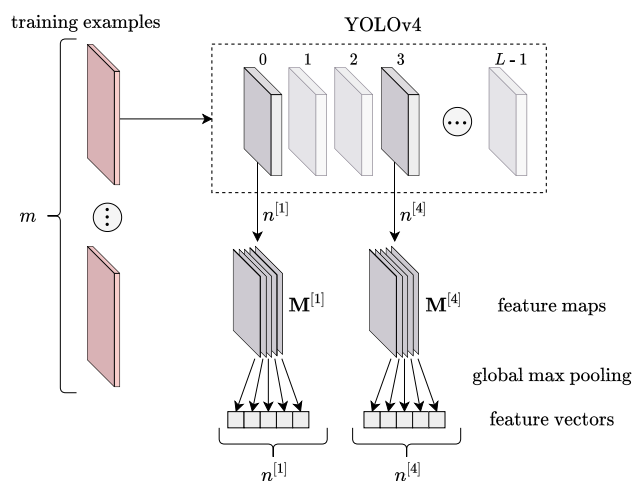 training examples
YOLOv4
0 1 2 3 L - 1
m
n[1] n[4]
M[1] M[4] feature maps
global max pooling
feature vectors
n[1] n[4]